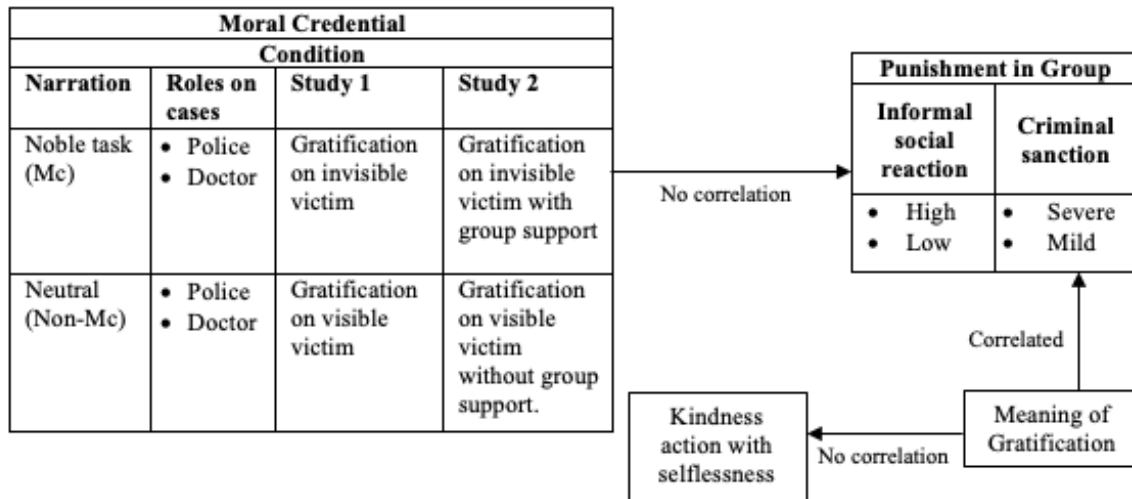 Moral Credential
Condition
Narration
Roles on
cases
Study 1
Study 2
Noble task
(Mc)
• Police
• Doctor
Gratification
on invisible
victim
Gratification
on invisible
victim with
group support
Neutral
(Non-Mc)
• Police
• Doctor
Gratification
on visible
victim
Gratification
on visible
victim
without group
support.
No correlation
Punishment in Group
Informal
social
reaction
Criminal
sanction
• High
• Low
• Severe
• Mild
Correlated
Meaning of
Gratification
No correlation
Kindness
action with
selflessness